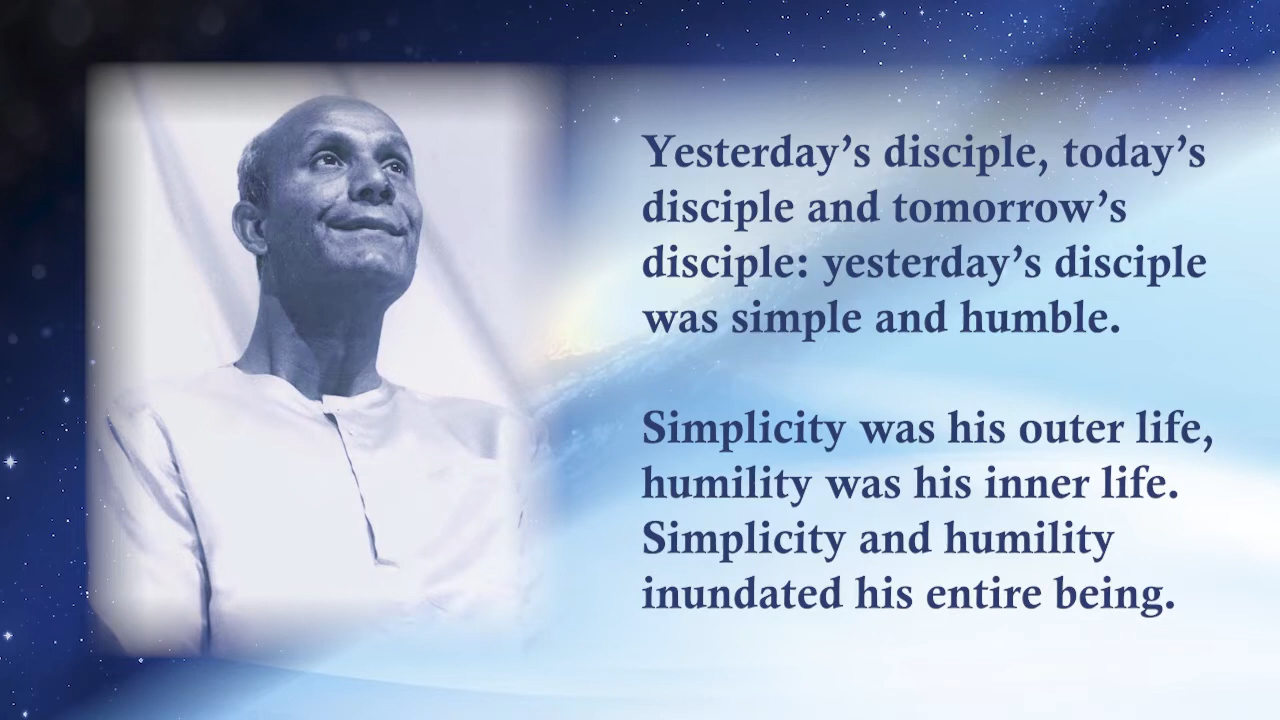 Yesterday’s disciple, today’s
disciple and tomorrow’s
disciple: yesterday’s disciple
was simple and humble.
Simplicity was his outer life,
humility was his inner life.
Simplicity and humility
inundated his entire being.